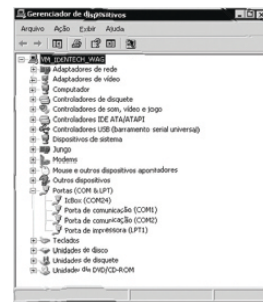 Gerenciador de dispositivos
Arquivo Ação Exibir Ajuda
VM_IDENTECH_WAG
Adaptadores de rede
Adaptadores de vídeo
Computador
Controladores de disquete
Controladores de som, vídeo e jogo
Controladores IDE ATA/ATAPI
Controladores USB (barramento serial universal)
Dispositivos de sistema
Jungo
Modems
Mouse e outros dispositivos apontadores
Outros dispositivos
Portas (COM & LPT)
IcBox (COM24)
Porta de comunicação (COM1)
Porta de comunicação (COM2)
Porta de impressora (LPT1)
Teclados
Unidades de disco
Unidades de disquete
Unidades de DVD/CD-ROM